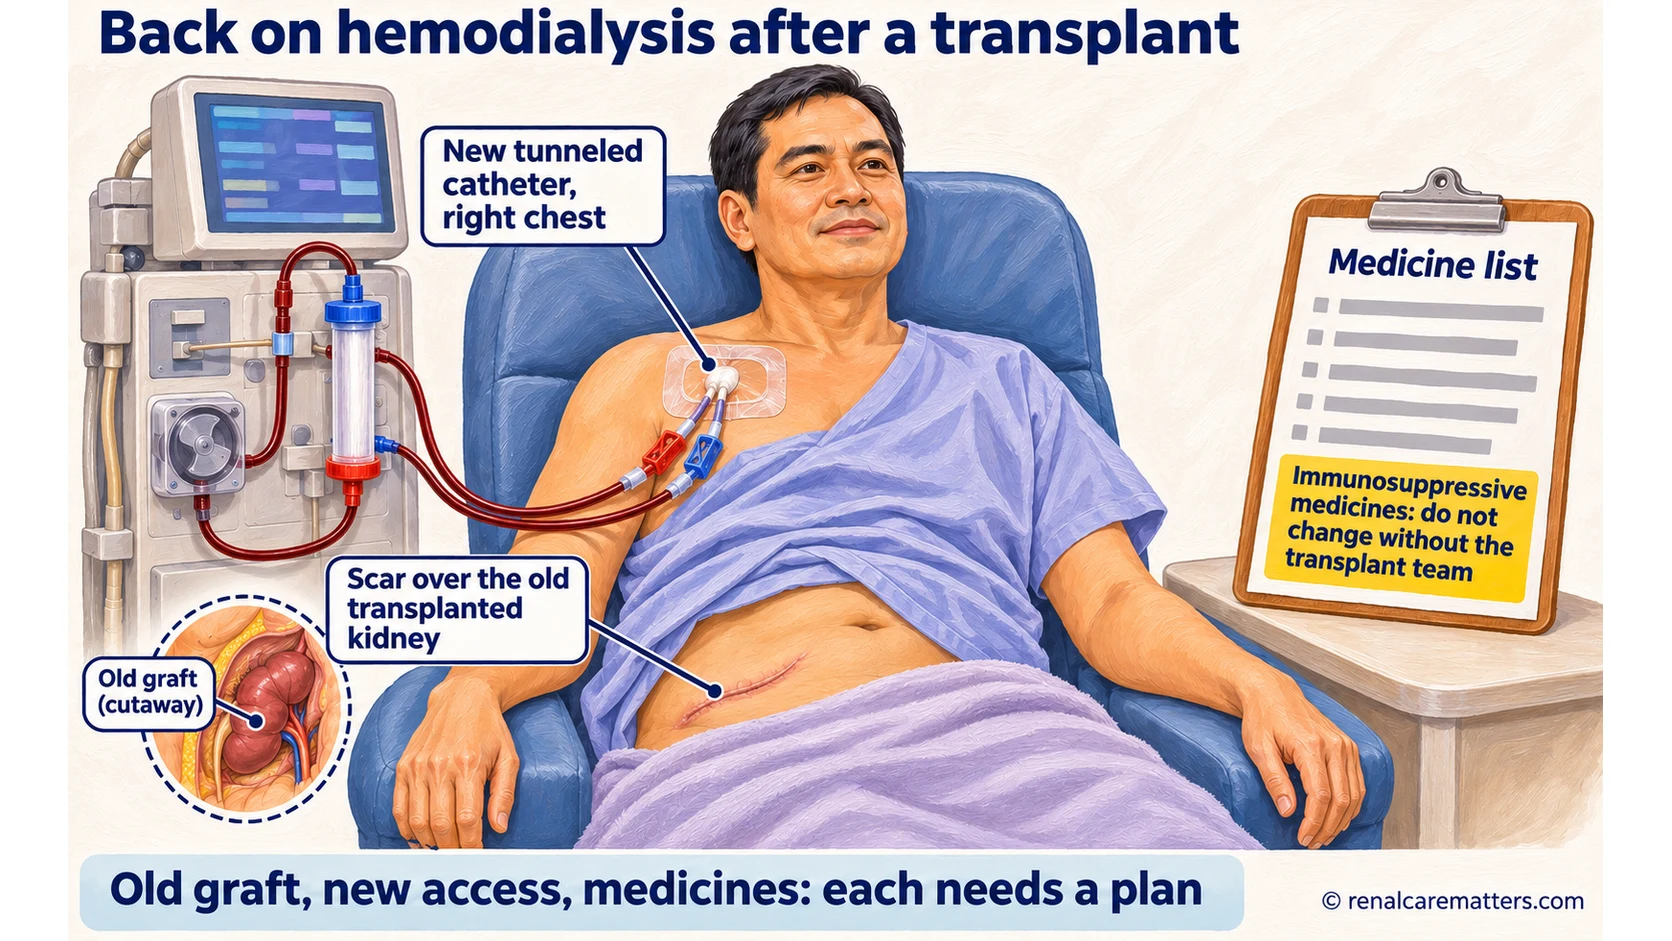 Back on hemodialysis after a transplant
New tunneled
catheter,
right chest
Medicine list
Immunosuppressive
medicines: do not
change without the
transplant team
Scar over the old
transplanted
kidney
Old graft
(cutaway)
Old graft, new access, medicines: each needs a plan
© renalcarematters.com